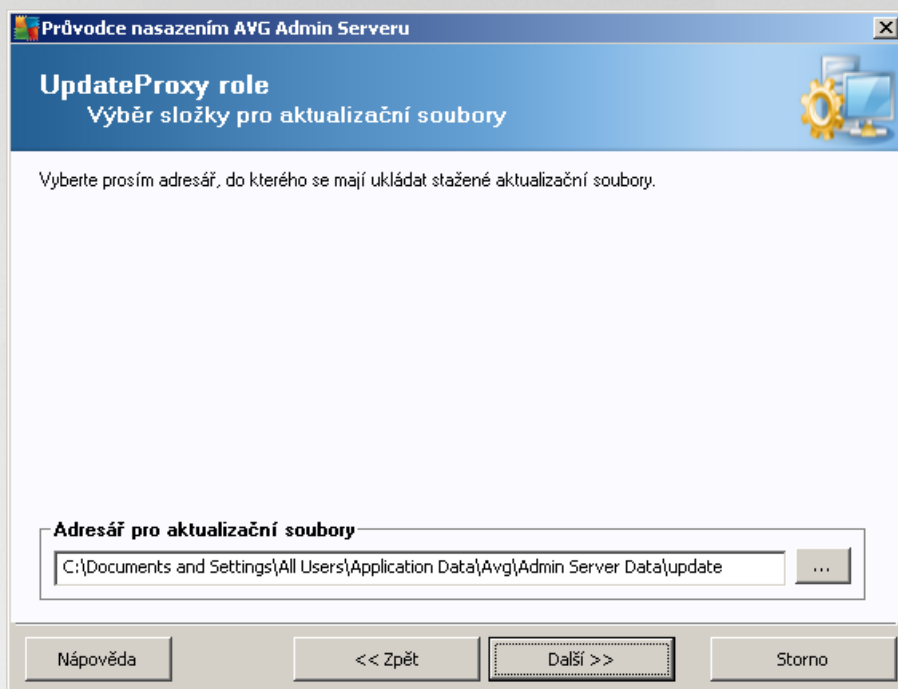 Průvodce nasazením AVG Admin Serveru
UpdateProxy role
Výběr složky pro aktualizační soubory
Vyberte prosím adresář, do kterého se mají ukládat stažené aktualizační soubory.
Adresář pro aktualizační soubory
C:\Documents and Settings\All Users\Application Data\Avg\Admin Server Data\update
...
Nápověda
<< Zpět
Další >>
Storno